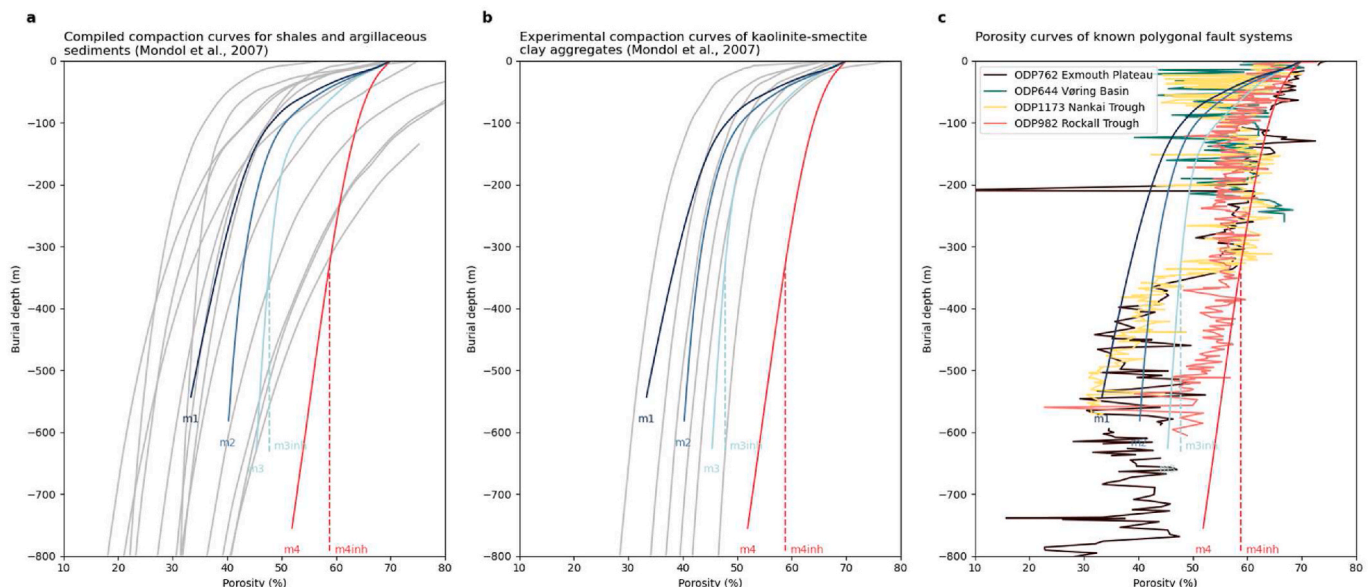 a
Compiled compaction curves for shales and argillaceous
sediments (Mondol et al., 2007)
0
−100
−200
−300
−400
−500
−600
−700
−800
Burial depth (m)
10 20 30 40 50 60 70 80
Porosity (%)
m1
m2
m3inh
m3
m4
m4inh
b
Experimental compaction curves of kaolinite-smectite
clay aggregates (Mondol et al., 2007)
0
−100
−200
−300
−400
−500
−600
−700
−800
Burial depth (m)
10 20 30 40 50 60 70 80
Porosity (%)
m1
m2
m3inh
m3
m4
m4inh
c
Porosity curves of known polygonal fault systems
ODP762 Exmouth Plateau
ODP644 Vøring Basin
ODP1173 Nankai Trough
ODP982 Rockall Trough
0
−100
−200
−300
−400
−500
−600
−700
−800
Burial depth (m)
10 20 30 40 50 60 70 80
Porosity (%)
m1
m2
m3inh
m3
m4
m4inh